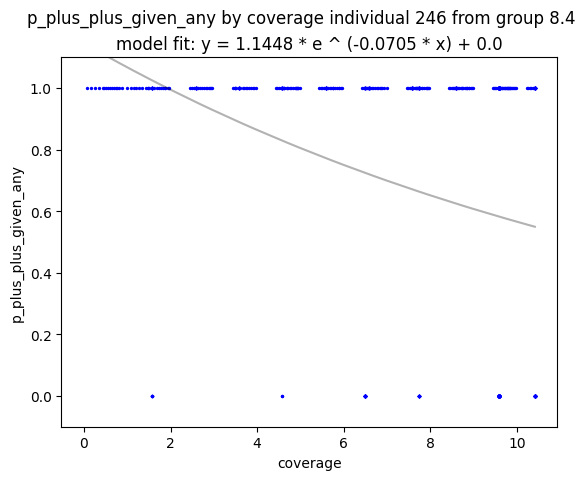 p_plus_plus_given_any by coverage individual 246 from group 8.4
model fit: y = 1.1448 * e ^ (-0.0705 * x) + 0.0
1.0
0.8
0.6
0.4
0.2
0.0
p_plus_plus_given_any
0 2 4 6 8 10
coverage